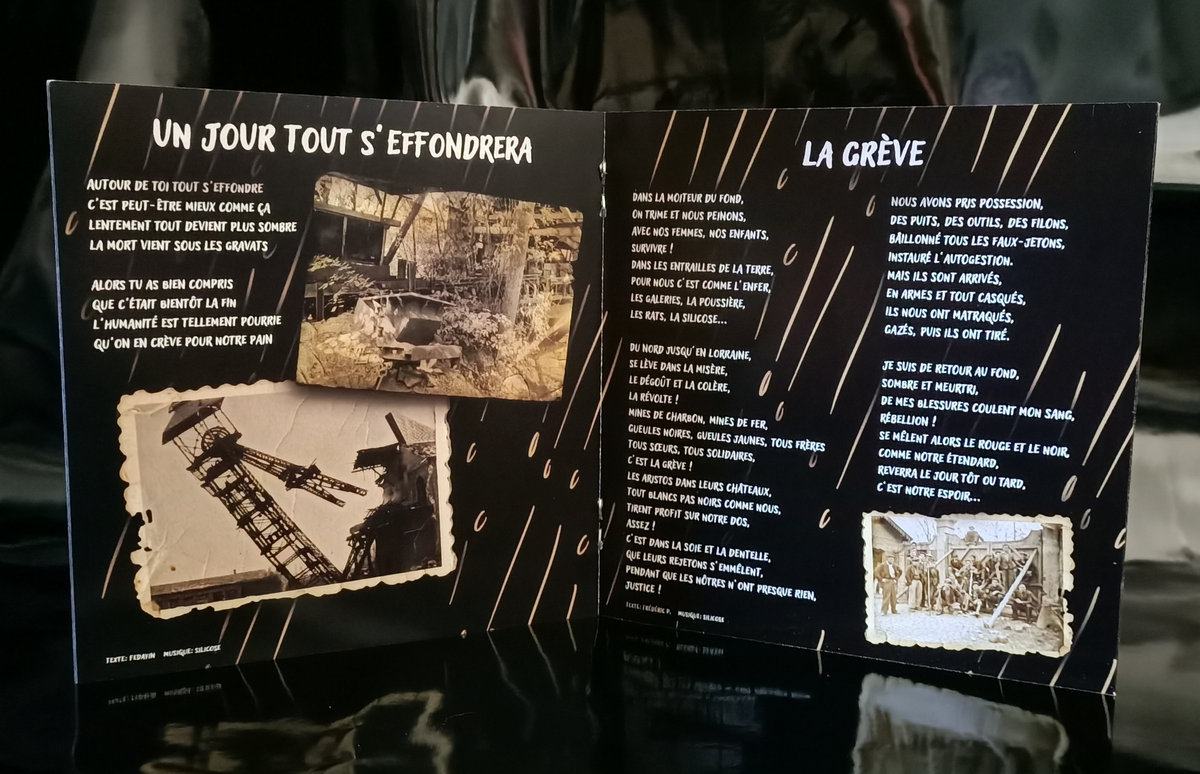 UN JOUR TOUT S'EFFONDRERA
AUTOUR DE TOI TOUT S'EFFONDRE
C'EST PEUT-ÊTRE MIEUX COMME ÇA
LENTEMENT TOUT DEVIENT PLUS SOMBRE
LA MORT VIENT SOUS LES GRAVATS
ALORS TU AS BIEN COMPRIS
QUE C'ÉTAIT BIENTÔT LA FIN
L'HUMANITÉ EST TELLEMENT POURRIE
QU'ON EN CRÈVE POUR NOTRE PAIN
TEXTE: FEDAYIN MUSIQUE: SILICOSE
LA GRÈVE
DANS LA MOITEUR DU FOND,
ON TRIME ET NOUS PEINONS,
AVEC NOS FEMMES, NOS ENFANTS,
SURVIVRE !
DANS LES ENTRAILLES DE LA TERRE,
POUR NOUS C'EST COMME L'ENFER,
LES GALERIES, LA POUSSIÈRE,
LES RATS, LA SILICOSE...
DU NORD JUSQU'EN LORRAINE,
SE LÈVE DANS LA MISÈRE,
LE DÉGOÛT ET LA COLÈRE,
LA RÉVOLTE !
MINES DE CHARBON, MINES DE FER,
GUEULES NOIRES, GUEULES JAUNES, TOUS FRÈRES
TOUS SŒURS, TOUS SOLIDAIRES,
C'EST LA GRÈVE !
LES ARISTOS DANS LEURS CHÂTEAUX,
TOUT BLANCS PAS NOIRS COMME NOUS,
TIRENT PROFIT SUR NOTRE DOS,
ASSEZ !
C'EST DANS LA SOIE ET LA DENTELLE,
QUE LEURS REJETONS S'EMMÊLENT,
PENDANT QUE LES NÔTRES N'ONT PRESQUE RIEN,
JUSTICE !
TEXTE: FRÉDÉRIC P. MUSIQUE: SILICOSE
NOUS AVONS PRIS POSSESSION,
DES PUITS, DES OUTILS, DES FILONS,
BÂILLONNÉ TOUS LES FAUX-JETONS,
INSTAURÉ L'AUTOGESTION.
MAIS ILS SONT ARRIVÉS,
EN ARMES ET TOUT CASQUÉS,
ILS NOUS ONT MATRAQUÉS,
GAZÉS, PUIS ILS ONT TIRÉ.
JE SUIS DE RETOUR AU FOND,
SOMBRE ET MEURTRI,
DE MES BLESSURES COULENT MON SANG,
RÉBELLION !
SE MÊLENT ALORS LE ROUGE ET LE NOIR,
COMME NOTRE ÉTENDARD,
REVERRA LE JOUR TÔT OU TARD,
C'EST NOTRE ESPOIR...